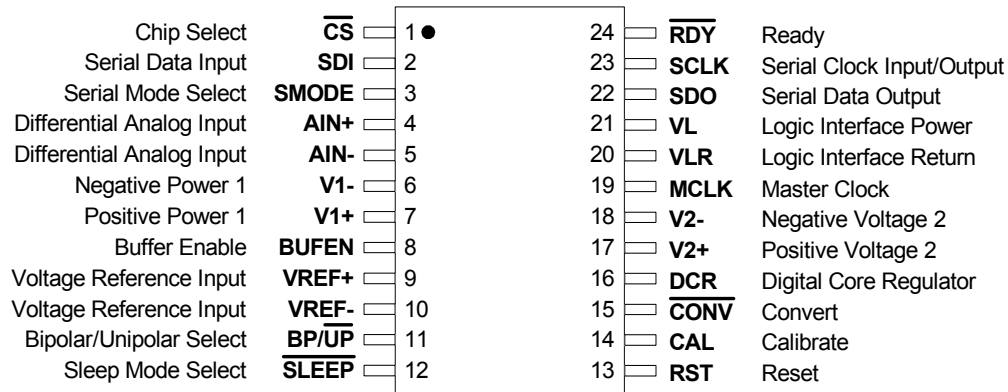 Chip Select CS 1 24 RDY Ready
Serial Data Input SDI 2 23 SCLK Serial Clock Input/Output
Serial Mode Select SMODE 3 22 SDO Serial Data Output
Differential Analog Input AIN+ 4 21 VL Logic Interface Power
Differential Analog Input AIN- 5 20 VLR Logic Interface Return
Negative Power 1 V1- 6 19 MCLK Master Clock
Positive Power 1 V1+ 7 18 V2- Negative Voltage 2
Buffer Enable BUFEN 8 17 V2+ Positive Voltage 2
Voltage Reference Input VREF+ 9 16 DCR Digital Core Regulator
Voltage Reference Input VREF- 10 15 CONV Convert
Bipolar/Unipolar Select BP/UP 11 14 CAL Calibrate
Sleep Mode Select SLEEP 12 13 RST Reset